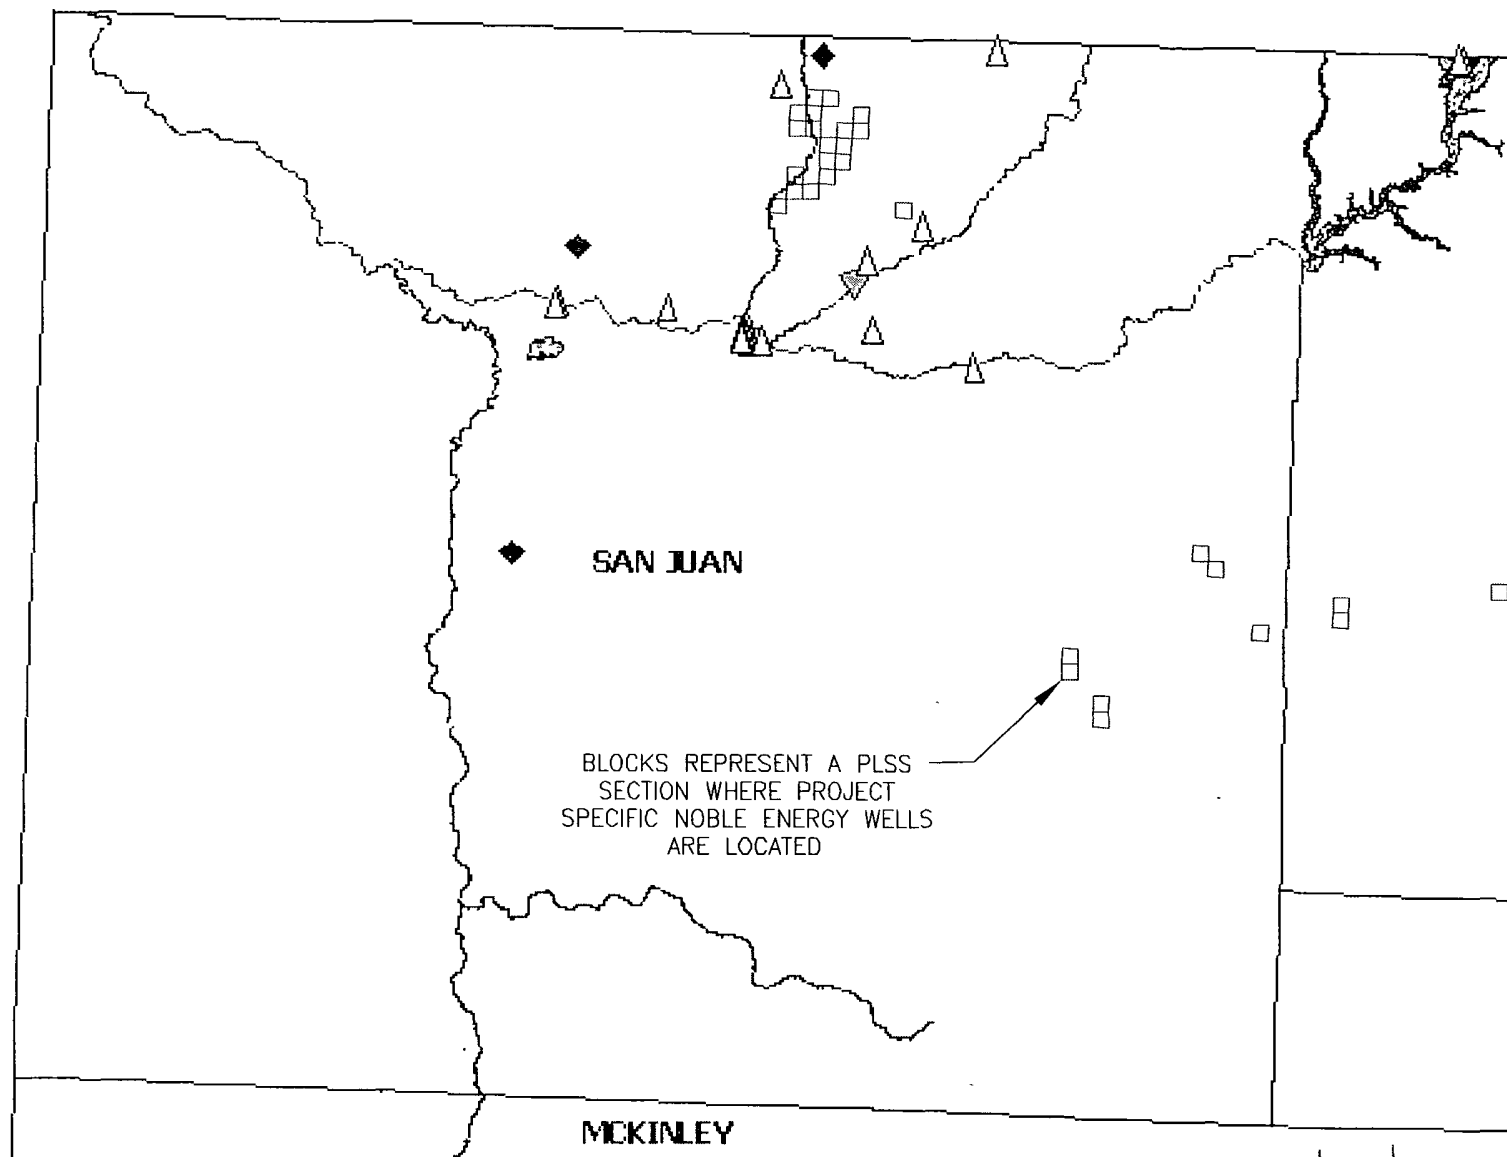 SAN JUAN
BLOCKS REPRESENT A PLSS
SECTION WHERE PROJECT
SPECIFIC NOBLE ENERGY WELLS
ARE LOCATED
MCKINLEY